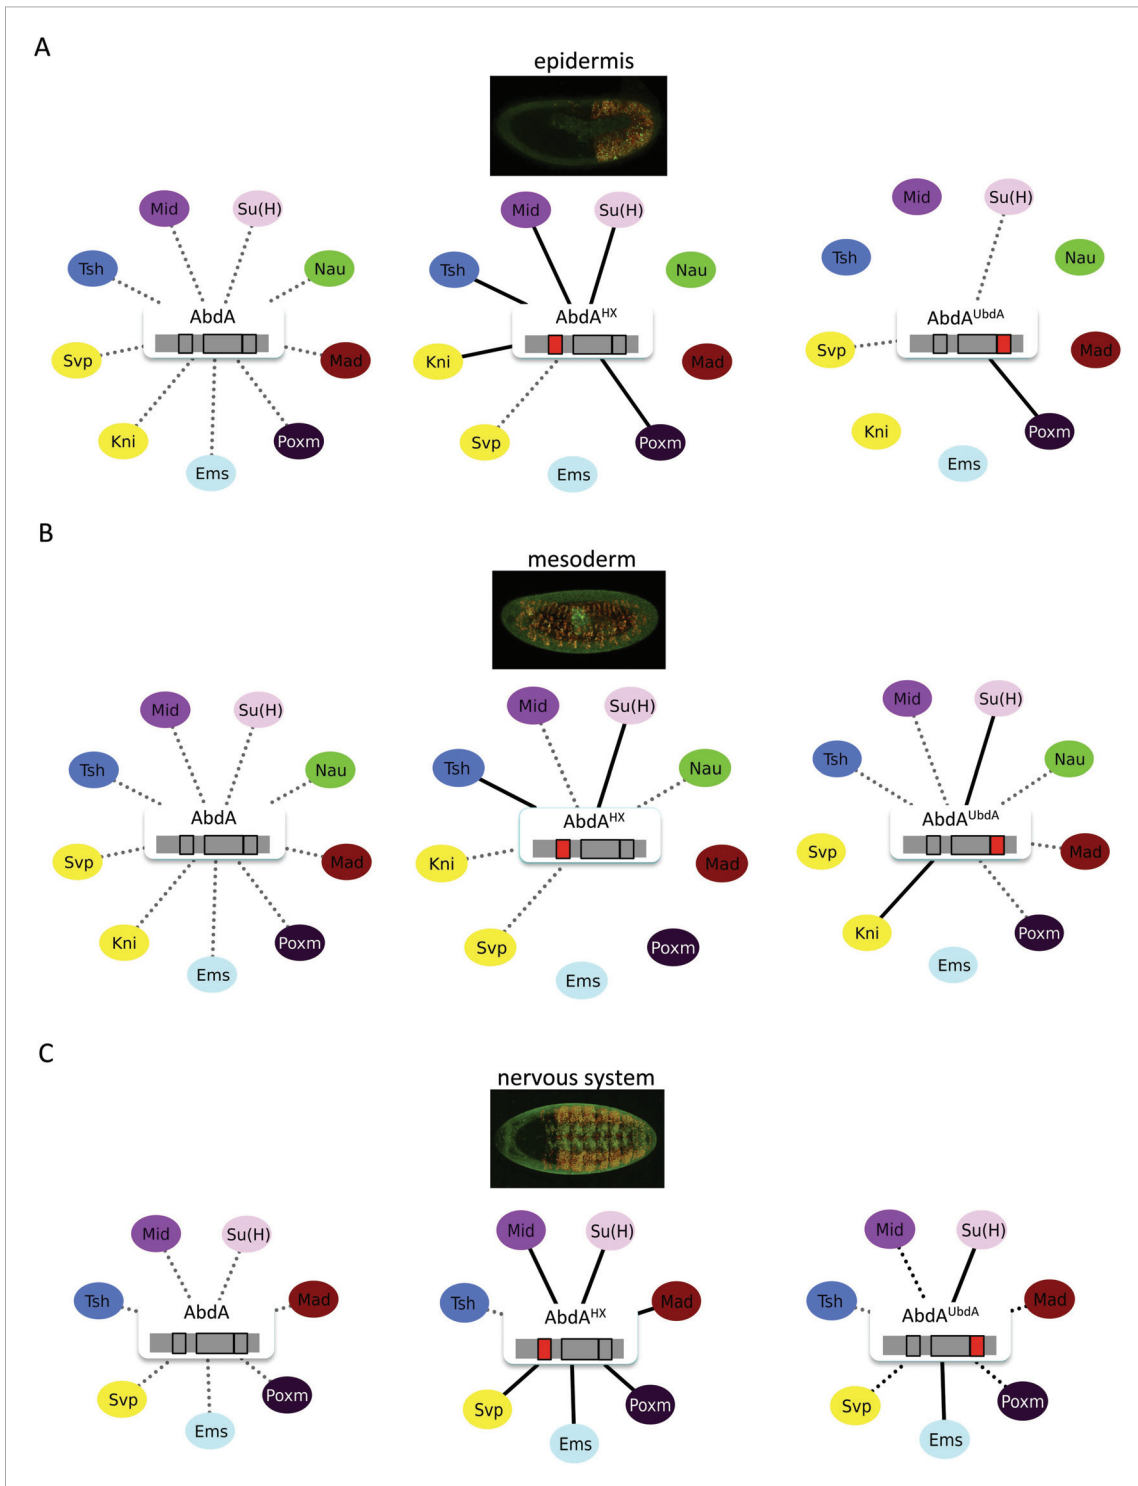 A
epidermis
Mid
Su(H)
Tsh
Nau
AbdA
Svp
Mad
Kni
Poxm
Ems
Mid
Su(H)
Tsh
Nau
AbdA^HX
Kni
Mad
Svp
Poxm
Ems
Mid
Su(H)
Tsh
Nau
AbdA^UbdA
Svp
Mad
Kni
Poxm
Ems
B
mesoderm
Mid
Su(H)
Tsh
Nau
AbdA
Svp
Mad
Kni
Poxm
Ems
Mid
Su(H)
Tsh
Nau
AbdA^HX
Kni
Mad
Svp
Poxm
Ems
Mid
Su(H)
Tsh
Nau
AbdA^UbdA
Svp
Mad
Kni
Poxm
Ems
C
nervous system
Mid
Su(H)
Tsh
Mad
AbdA
Svp
Poxm
Ems
Mid
Su(H)
Tsh
Mad
AbdA^HX
Svp
Poxm
Ems
Mid
Su(H)
Tsh
Mad
AbdA^UbdA
Svp
Poxm
Ems